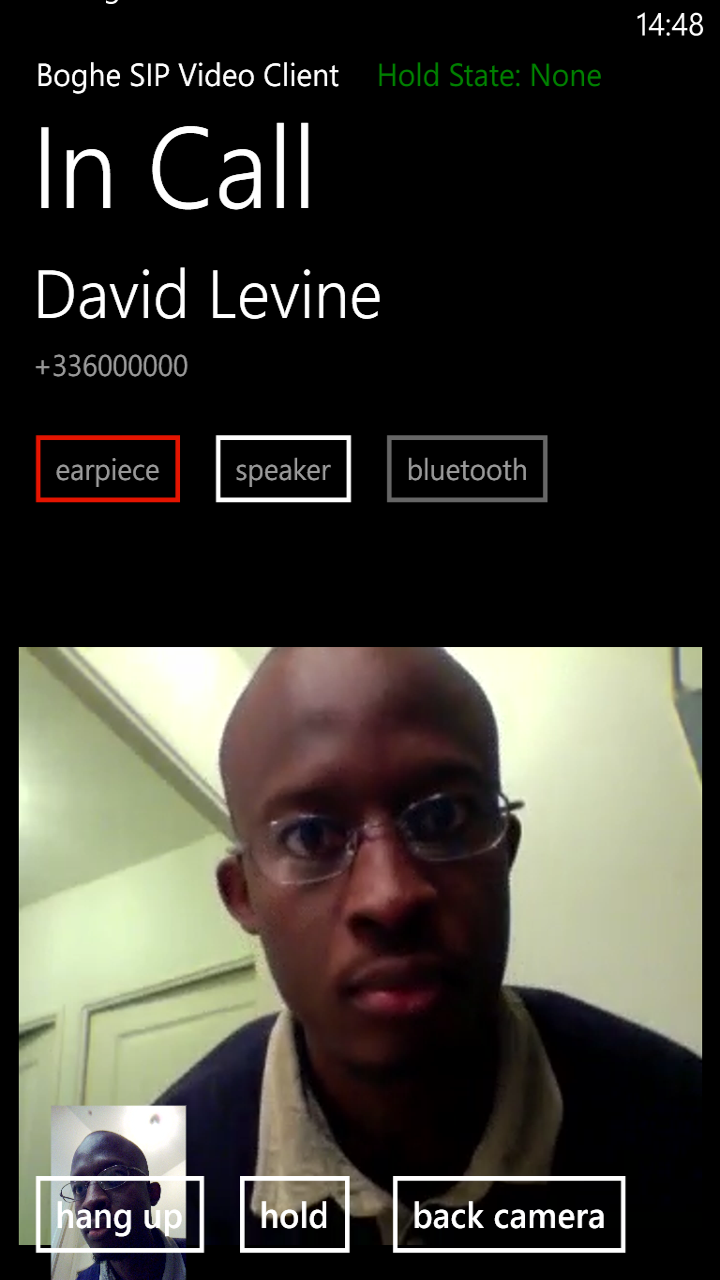 14:48
Boghe SIP Video Client Hold State: None
In Call
David Levine
+336000000
earpiece speaker bluetooth
hang up hold back camera